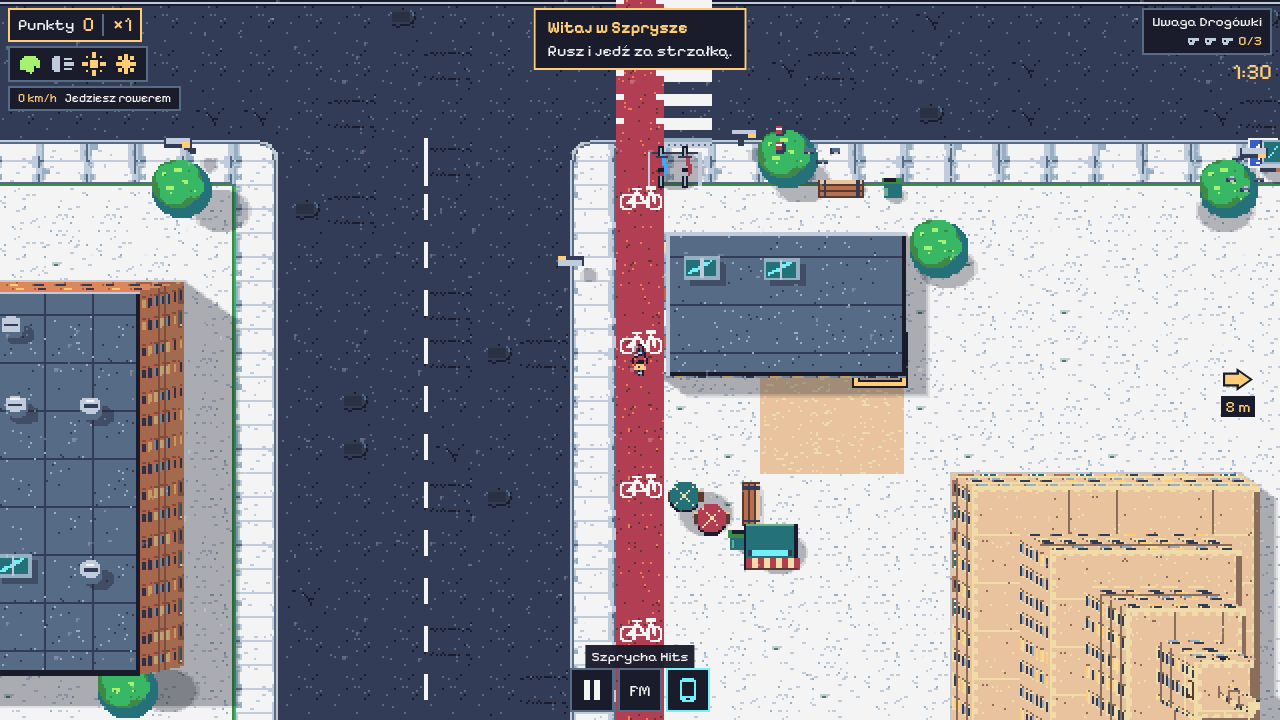 Punkty 0 ×1
0 km/h Jedziesz rowerem
Witaj w Szprysze
Rusz i jedź za strzałką.
Uwaga Drogówki
0/3
1:30
8 m
Szprycha Hits
FM